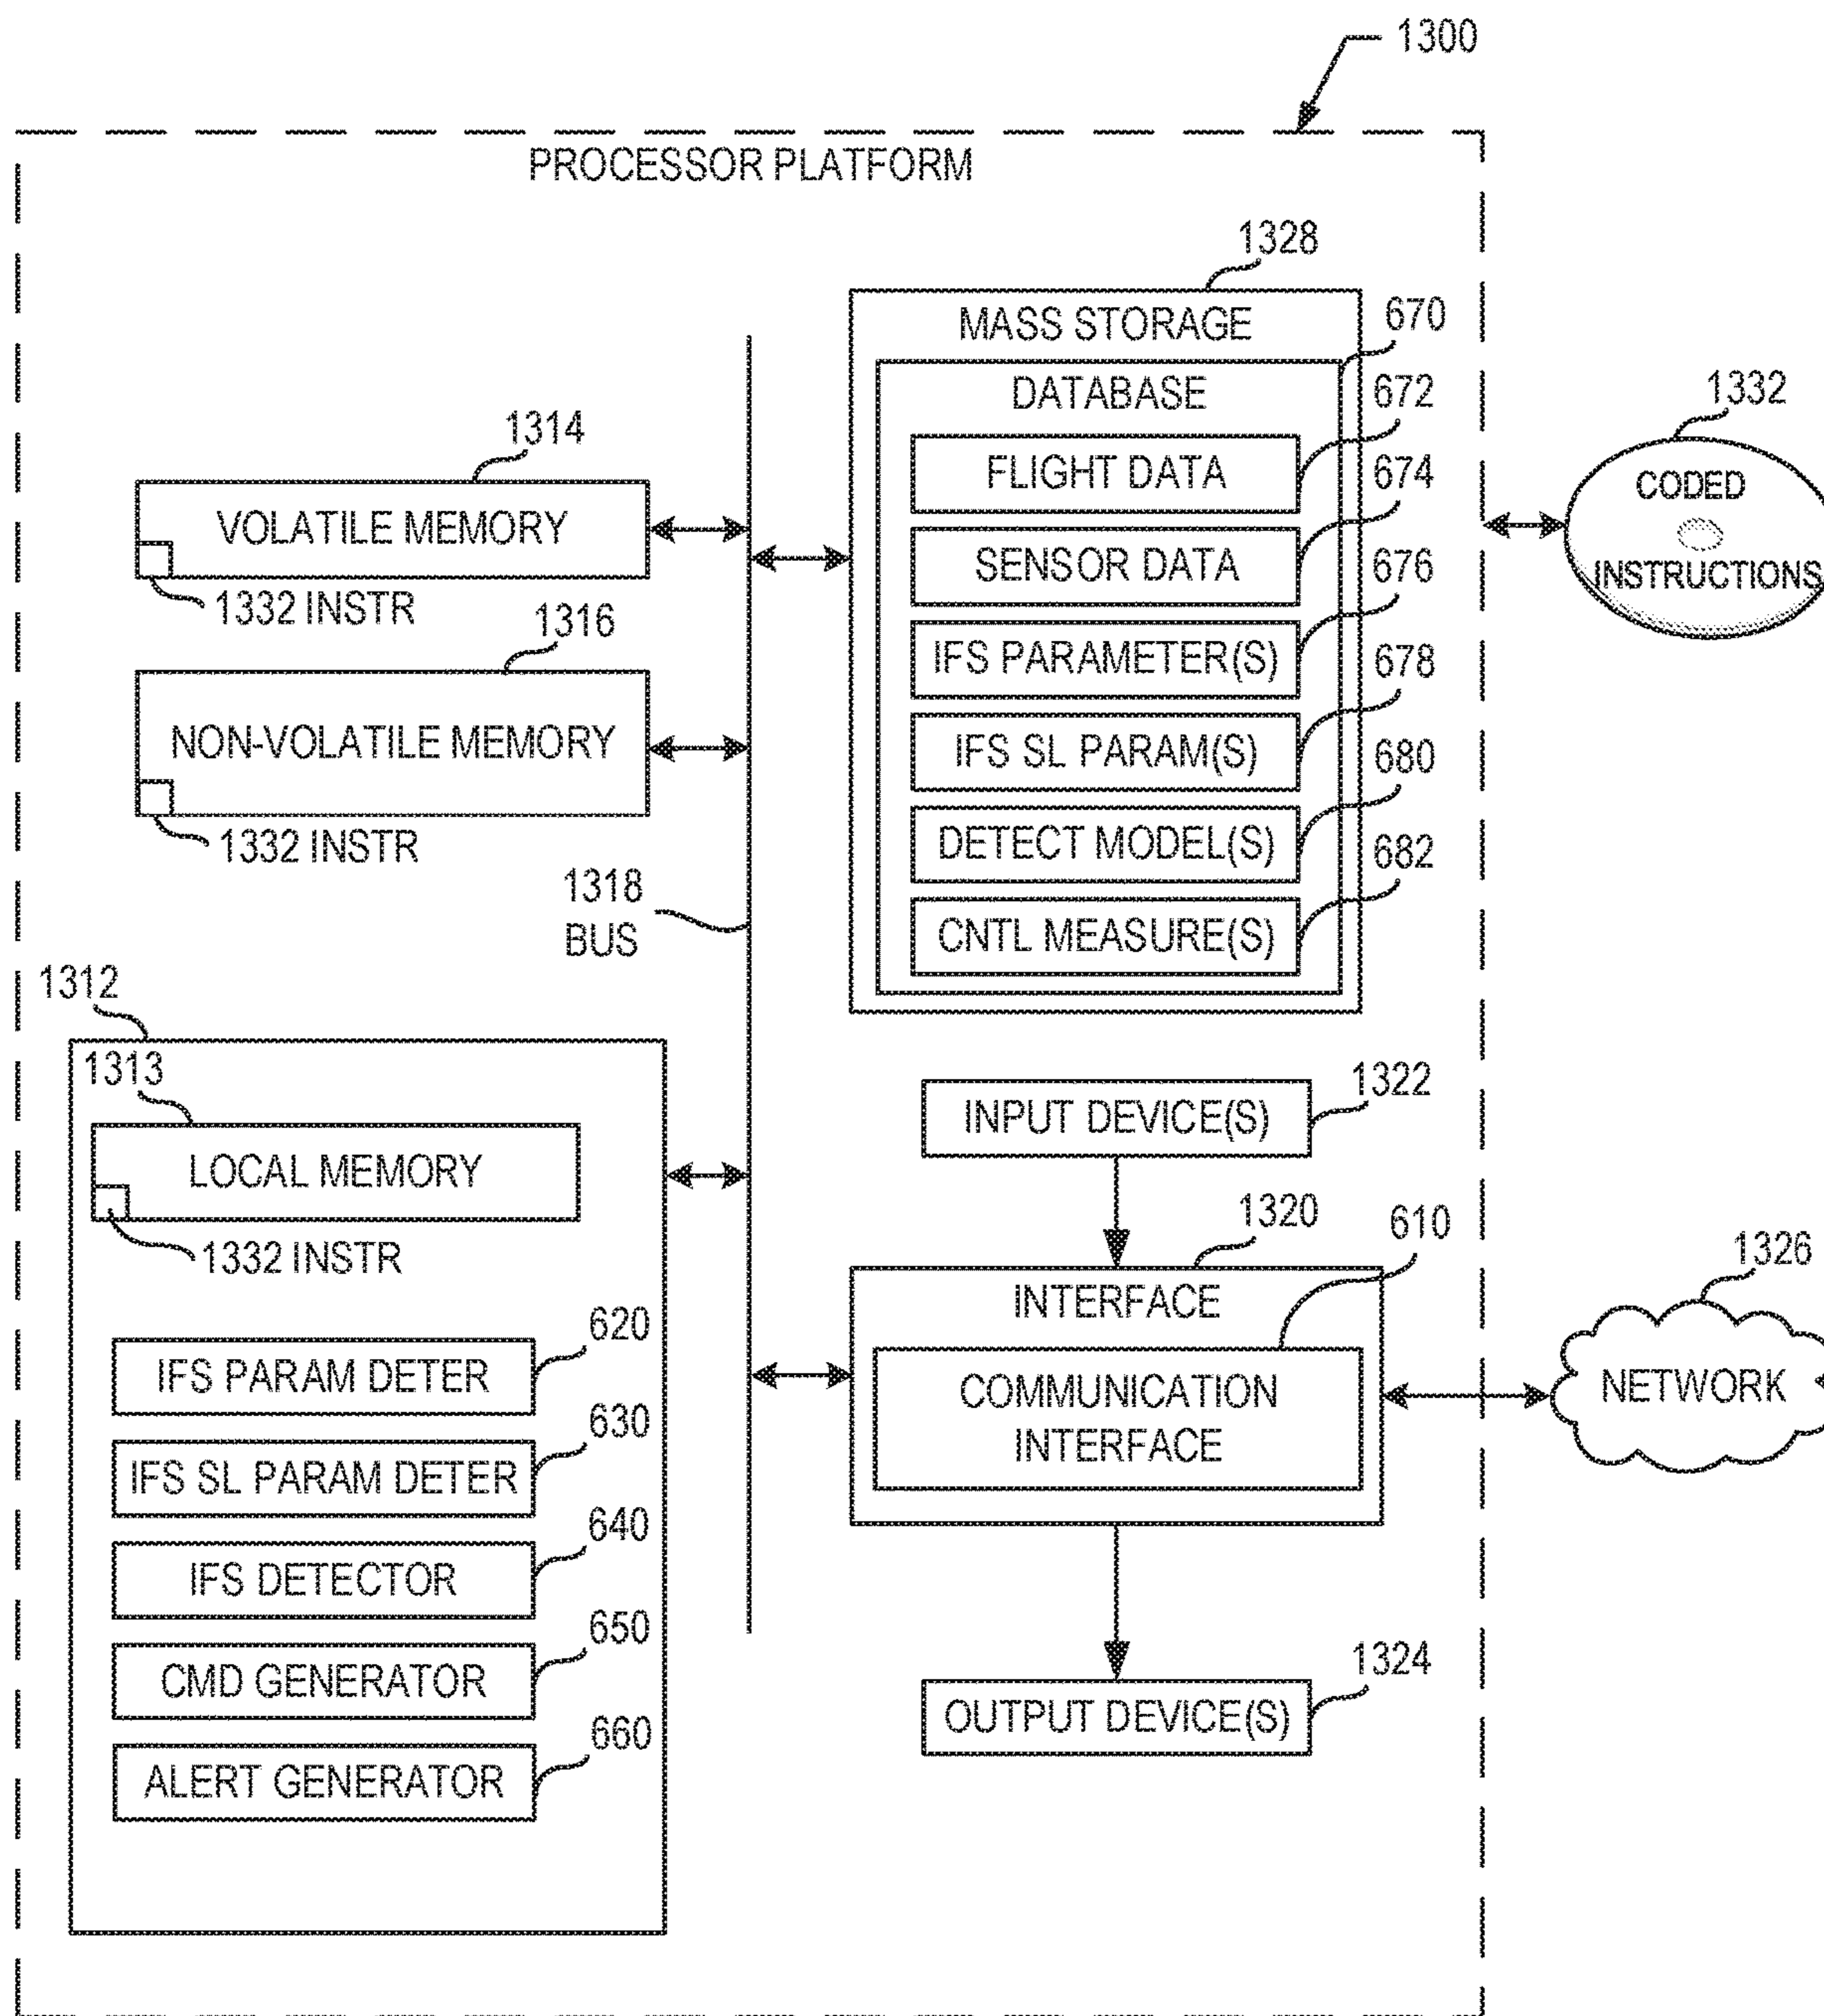 1300
PROCESSOR PLATFORM
1328
MASS STORAGE
670
DATABASE
672
FLIGHT DATA
674
SENSOR DATA
676
IFS PARAMETER(S)
678
IFS SL PARAM(S)
680
DETECT MODEL(S)
682
CNTL MEASURE(S)
1332
CODED
INSTRUCTIONS
1314
VOLATILE MEMORY
1332 INSTR
1316
NON-VOLATILE MEMORY
1332 INSTR
1318
BUS
1312
1313
LOCAL MEMORY
1332 INSTR
620
IFS PARAM DETER
630
IFS SL PARAM DETER
640
IFS DETECTOR
650
CMD GENERATOR
660
ALERT GENERATOR
1322
INPUT DEVICE(S)
1320
610
INTERFACE
COMMUNICATION
INTERFACE
1326
NETWORK
1324
OUTPUT DEVICE(S)